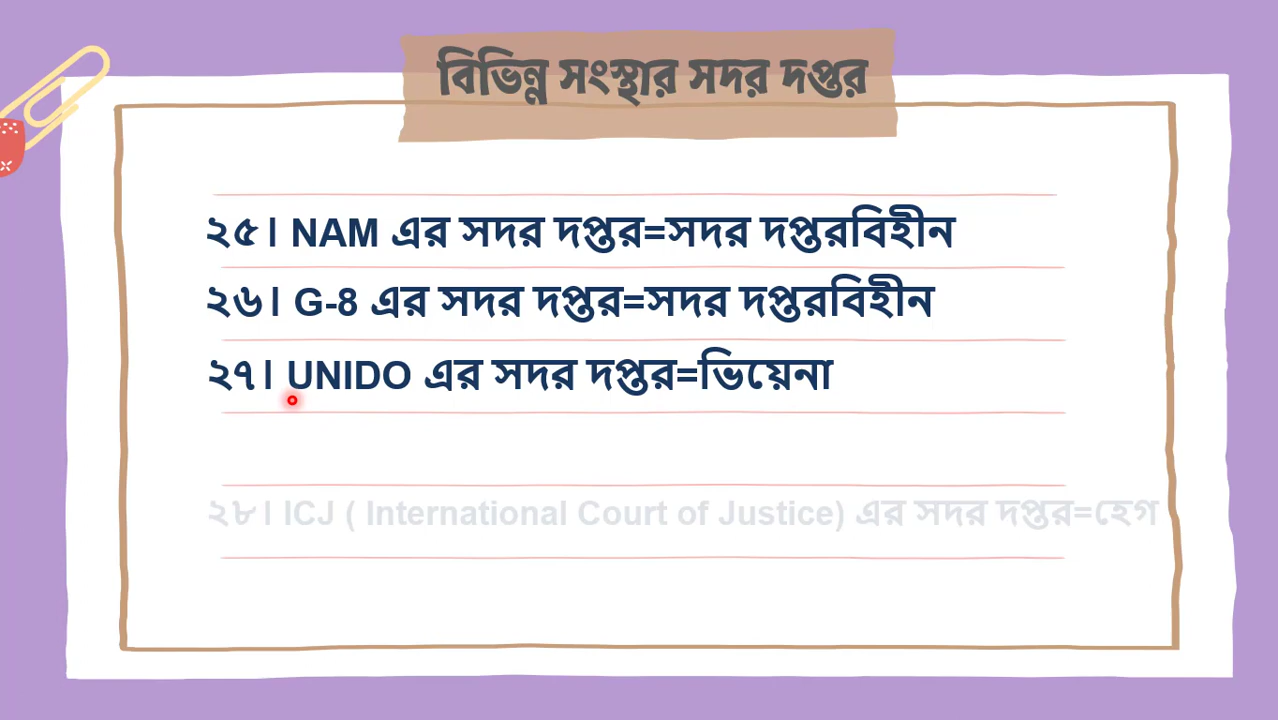 বিভিন্ন সংস্থার সদর দপ্তর
২৫। NAM এর সদর দপ্তর=সদর দপ্তরবিহীন
২৬। G-8 এর সদর দপ্তর=সদর দপ্তরবিহীন
২৭। UNIDO এর সদর দপ্তর=ভিয়েনা
২৮। ICJ ( International Court of Justice) এর সদর দপ্তর=হেগ